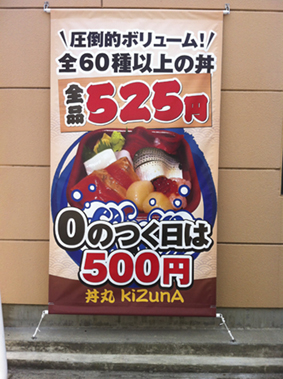 圧倒的ボリューム!
全60種以上の丼
全品525円
0のつく日は
500円
丼丸 kizunA